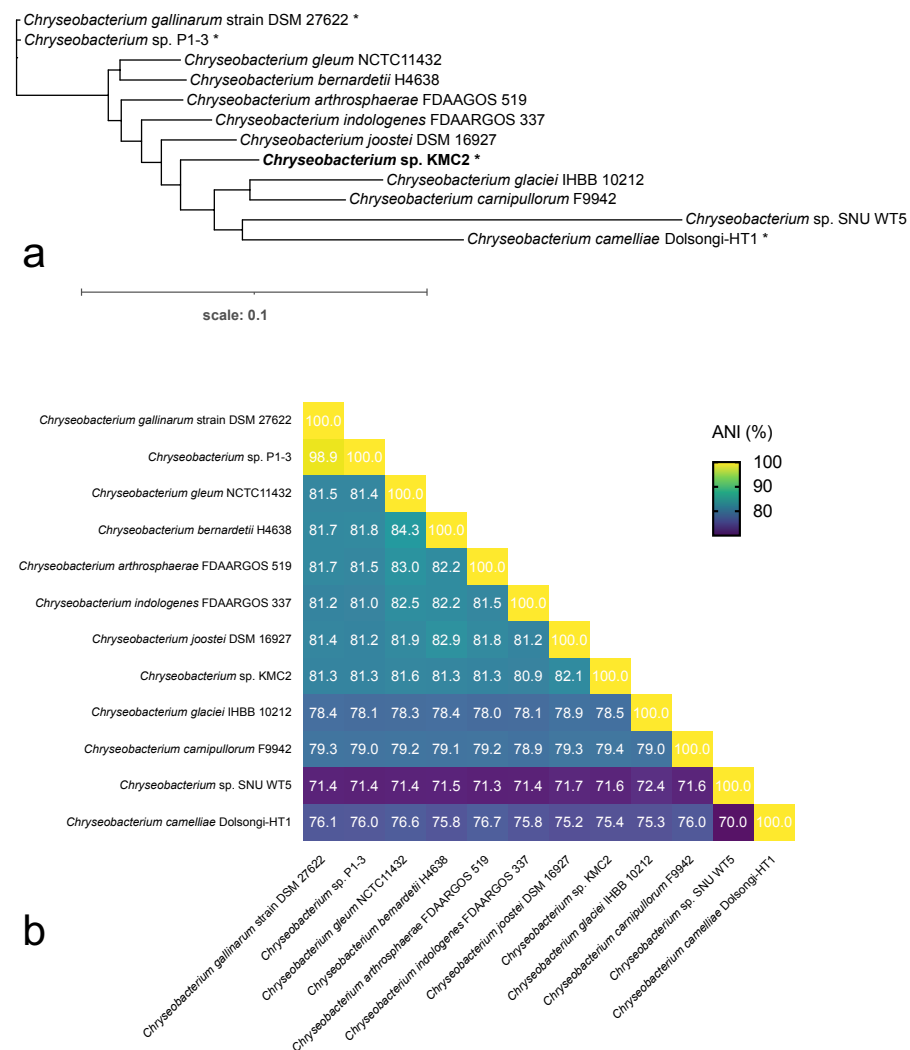 Chryseobacterium gallinarum strain DSM 27622 *
Chryseobacterium sp. P1-3 *
Chryseobacterium gleum NCTC11432
Chryseobacterium bernardetii H4638
Chryseobacterium arthrosphaerae FDAAGOS 519
Chryseobacterium indologenes FDAARGOS 337
Chryseobacterium joostei DSM 16927
Chryseobacterium sp. KMC2 *
Chryseobacterium glaciei IHBB 10212
Chryseobacterium carnipullorum F9942
Chryseobacterium sp. SNU WT5
Chryseobacterium camelliae Dolsongi-HT1 *
a
scale: 0.1
ANI (%)
100
90
80
Chryseobacterium gallinarum strain DSM 27622 100.0
Chryseobacterium sp. P1-3 98.9 100.0
Chryseobacterium gleum NCTC11432 81.5 81.4 100.0
Chryseobacterium bernardetii H4638 81.7 81.8 84.3 100.0
Chryseobacterium arthrosphaerae FDAARGOS 519 81.7 81.5 83.0 82.2 100.0
Chryseobacterium indologenes FDAARGOS 337 81.2 81.0 82.5 82.2 81.5 100.0
Chryseobacterium joostei DSM 16927 81.4 81.2 81.9 82.9 81.8 81.2 100.0
Chryseobacterium sp. KMC2 81.3 81.3 81.6 81.3 81.3 80.9 82.1 100.0
Chryseobacterium glaciei IHBB 10212 78.4 78.1 78.3 78.4 78.0 78.1 78.9 78.5 100.0
Chryseobacterium carnipullorum F9942 79.3 79.0 79.2 79.1 79.2 78.9 79.3 79.4 79.0 100.0
Chryseobacterium sp. SNU WT5 71.4 71.4 71.4 71.5 71.3 71.4 71.7 71.6 72.4 71.6 100.0
Chryseobacterium camelliae Dolsongi-HT1 76.1 76.0 76.6 75.8 76.7 75.8 75.2 75.4 75.3 76.0 70.0 100.0
Chryseobacterium gallinarum strain DSM 27622
Chryseobacterium sp. P1-3
Chryseobacterium gleum NCTC11432
Chryseobacterium bernardetii H4638
Chryseobacterium arthrosphaerae FDAARGOS 519
Chryseobacterium indologenes FDAARGOS 337
Chryseobacterium joostei DSM 16927
Chryseobacterium sp. KMC2
Chryseobacterium glaciei IHBB 10212
Chryseobacterium carnipullorum F9942
Chryseobacterium sp. SNU WT5
Chryseobacterium camelliae Dolsongi-HT1
b